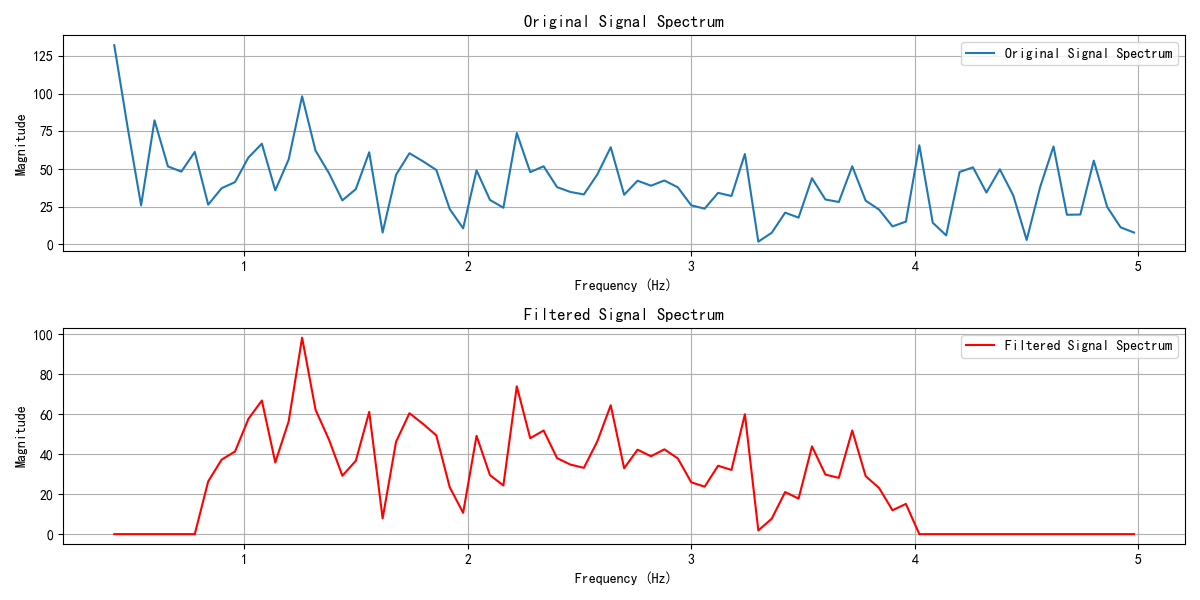 Original Signal Spectrum
Magnitude
125
100
75
50
25
0
Original Signal Spectrum
1
2
3
4
5
Frequency (Hz)
Filtered Signal Spectrum
Magnitude
100
80
60
40
20
0
Filtered Signal Spectrum
1
2
3
4
5
Frequency (Hz)